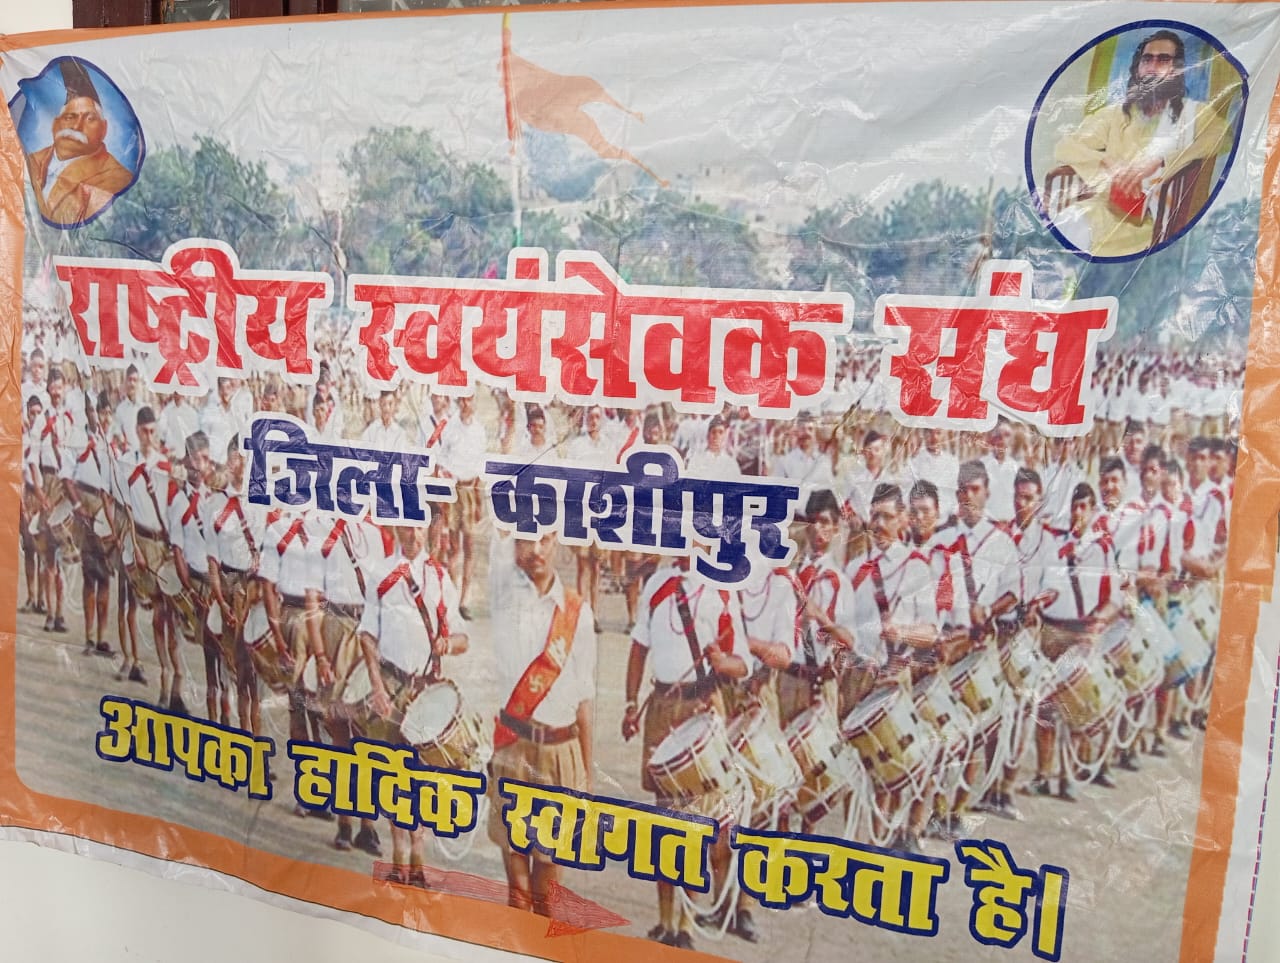 राष्ट्रीय स्वयंसेवक संघ
जिला- काशीपुर
आपका हार्दिक स्वागत करता है।